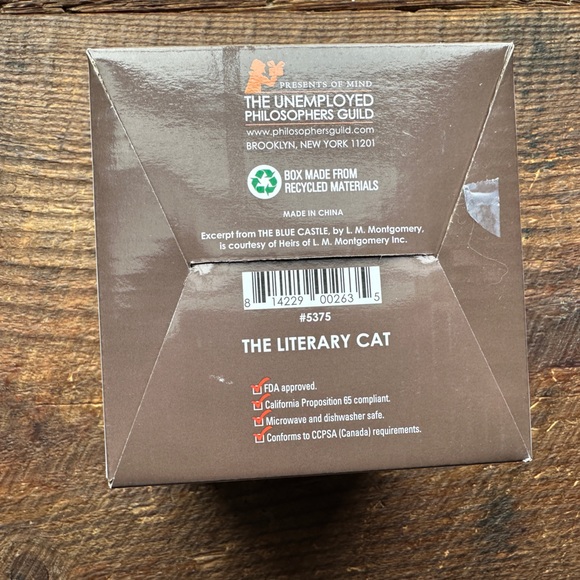 PRESENTS OF MIND
THE UNEMPLOYED
PHILOSOPHERS GUILD
www.philosophersguild.com
BROOKLYN, NEW YORK 11201
BOX MADE FROM
RECYCLED MATERIALS
MADE IN CHINA
Excerpt from THE BLUE CASTLE, by L. M. Montgomery,
is courtesy of Heirs of L. M. Montgomery Inc.
8 14229 00263 5
#5375
THE LITERARY CAT
FDA approved.
California Proposition 65 compliant.
Microwave and dishwasher safe.
Conforms to CCPSA (Canada) requirements.